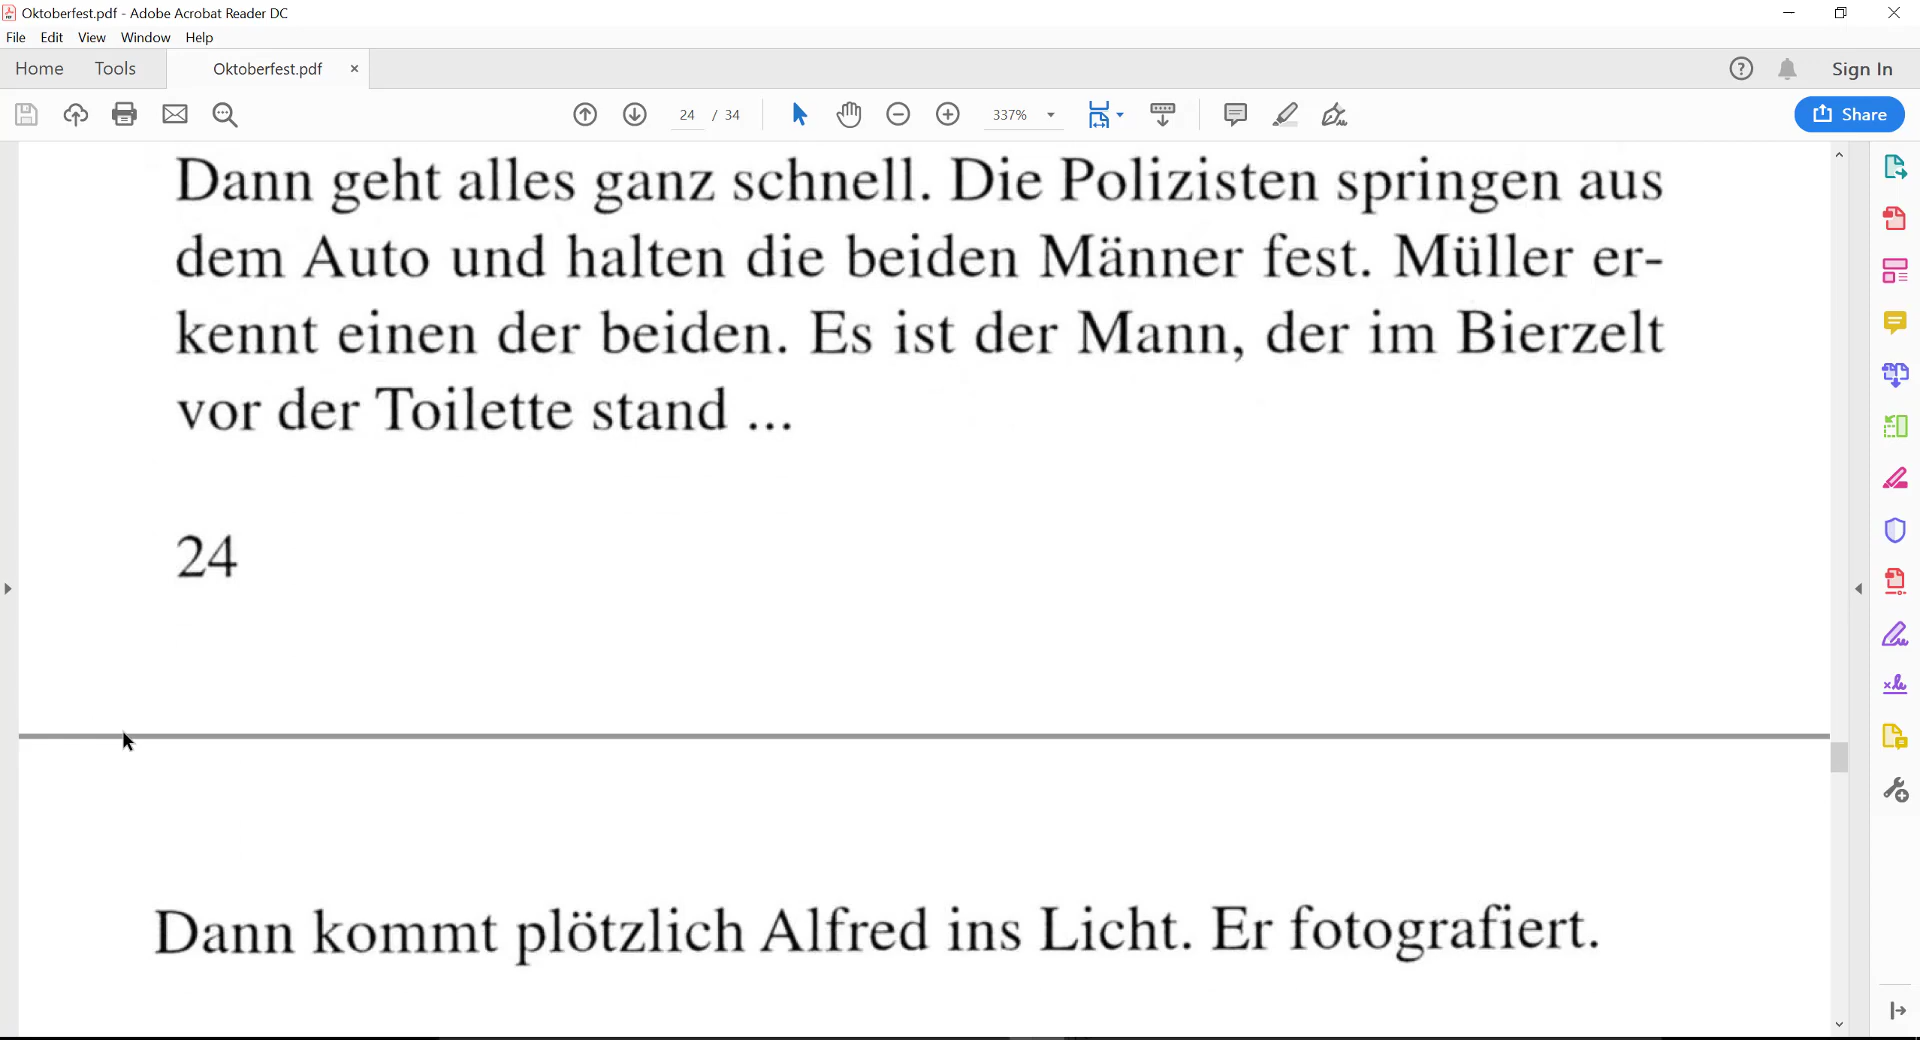 Oktoberfest.pdf - Adobe Acrobat Reader DC
File Edit View Window Help
Home Tools Oktoberfest.pdf × Sign In
24 / 34 337% Share
Dann geht alles ganz schnell. Die Polizisten springen aus
dem Auto und halten die beiden Männer fest. Müller er-
kennt einen der beiden. Es ist der Mann, der im Bierzelt
vor der Toilette stand ...
24
Dann kommt plötzlich Alfred ins Licht. Er fotografiert.